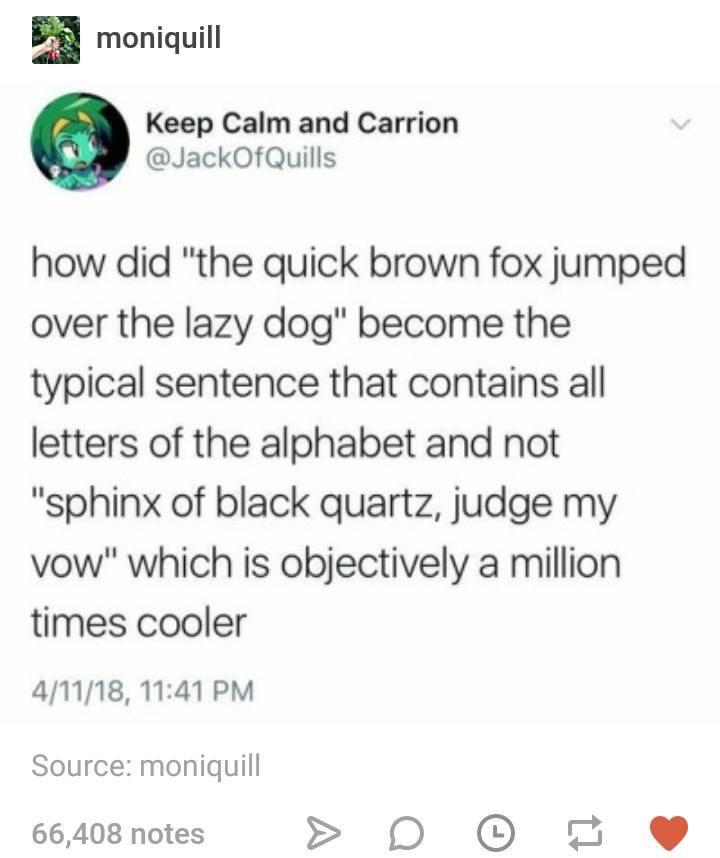 moniquill
Keep Calm and Carrion
@JackOfQuills
how did "the quick brown fox jumped
over the lazy dog" become the
typical sentence that contains all
letters of the alphabet and not
"sphinx of black quartz, judge my
vow" which is objectively a million
times cooler
4/11/18, 11:41 PM
Source: moniquill
66,408 notes